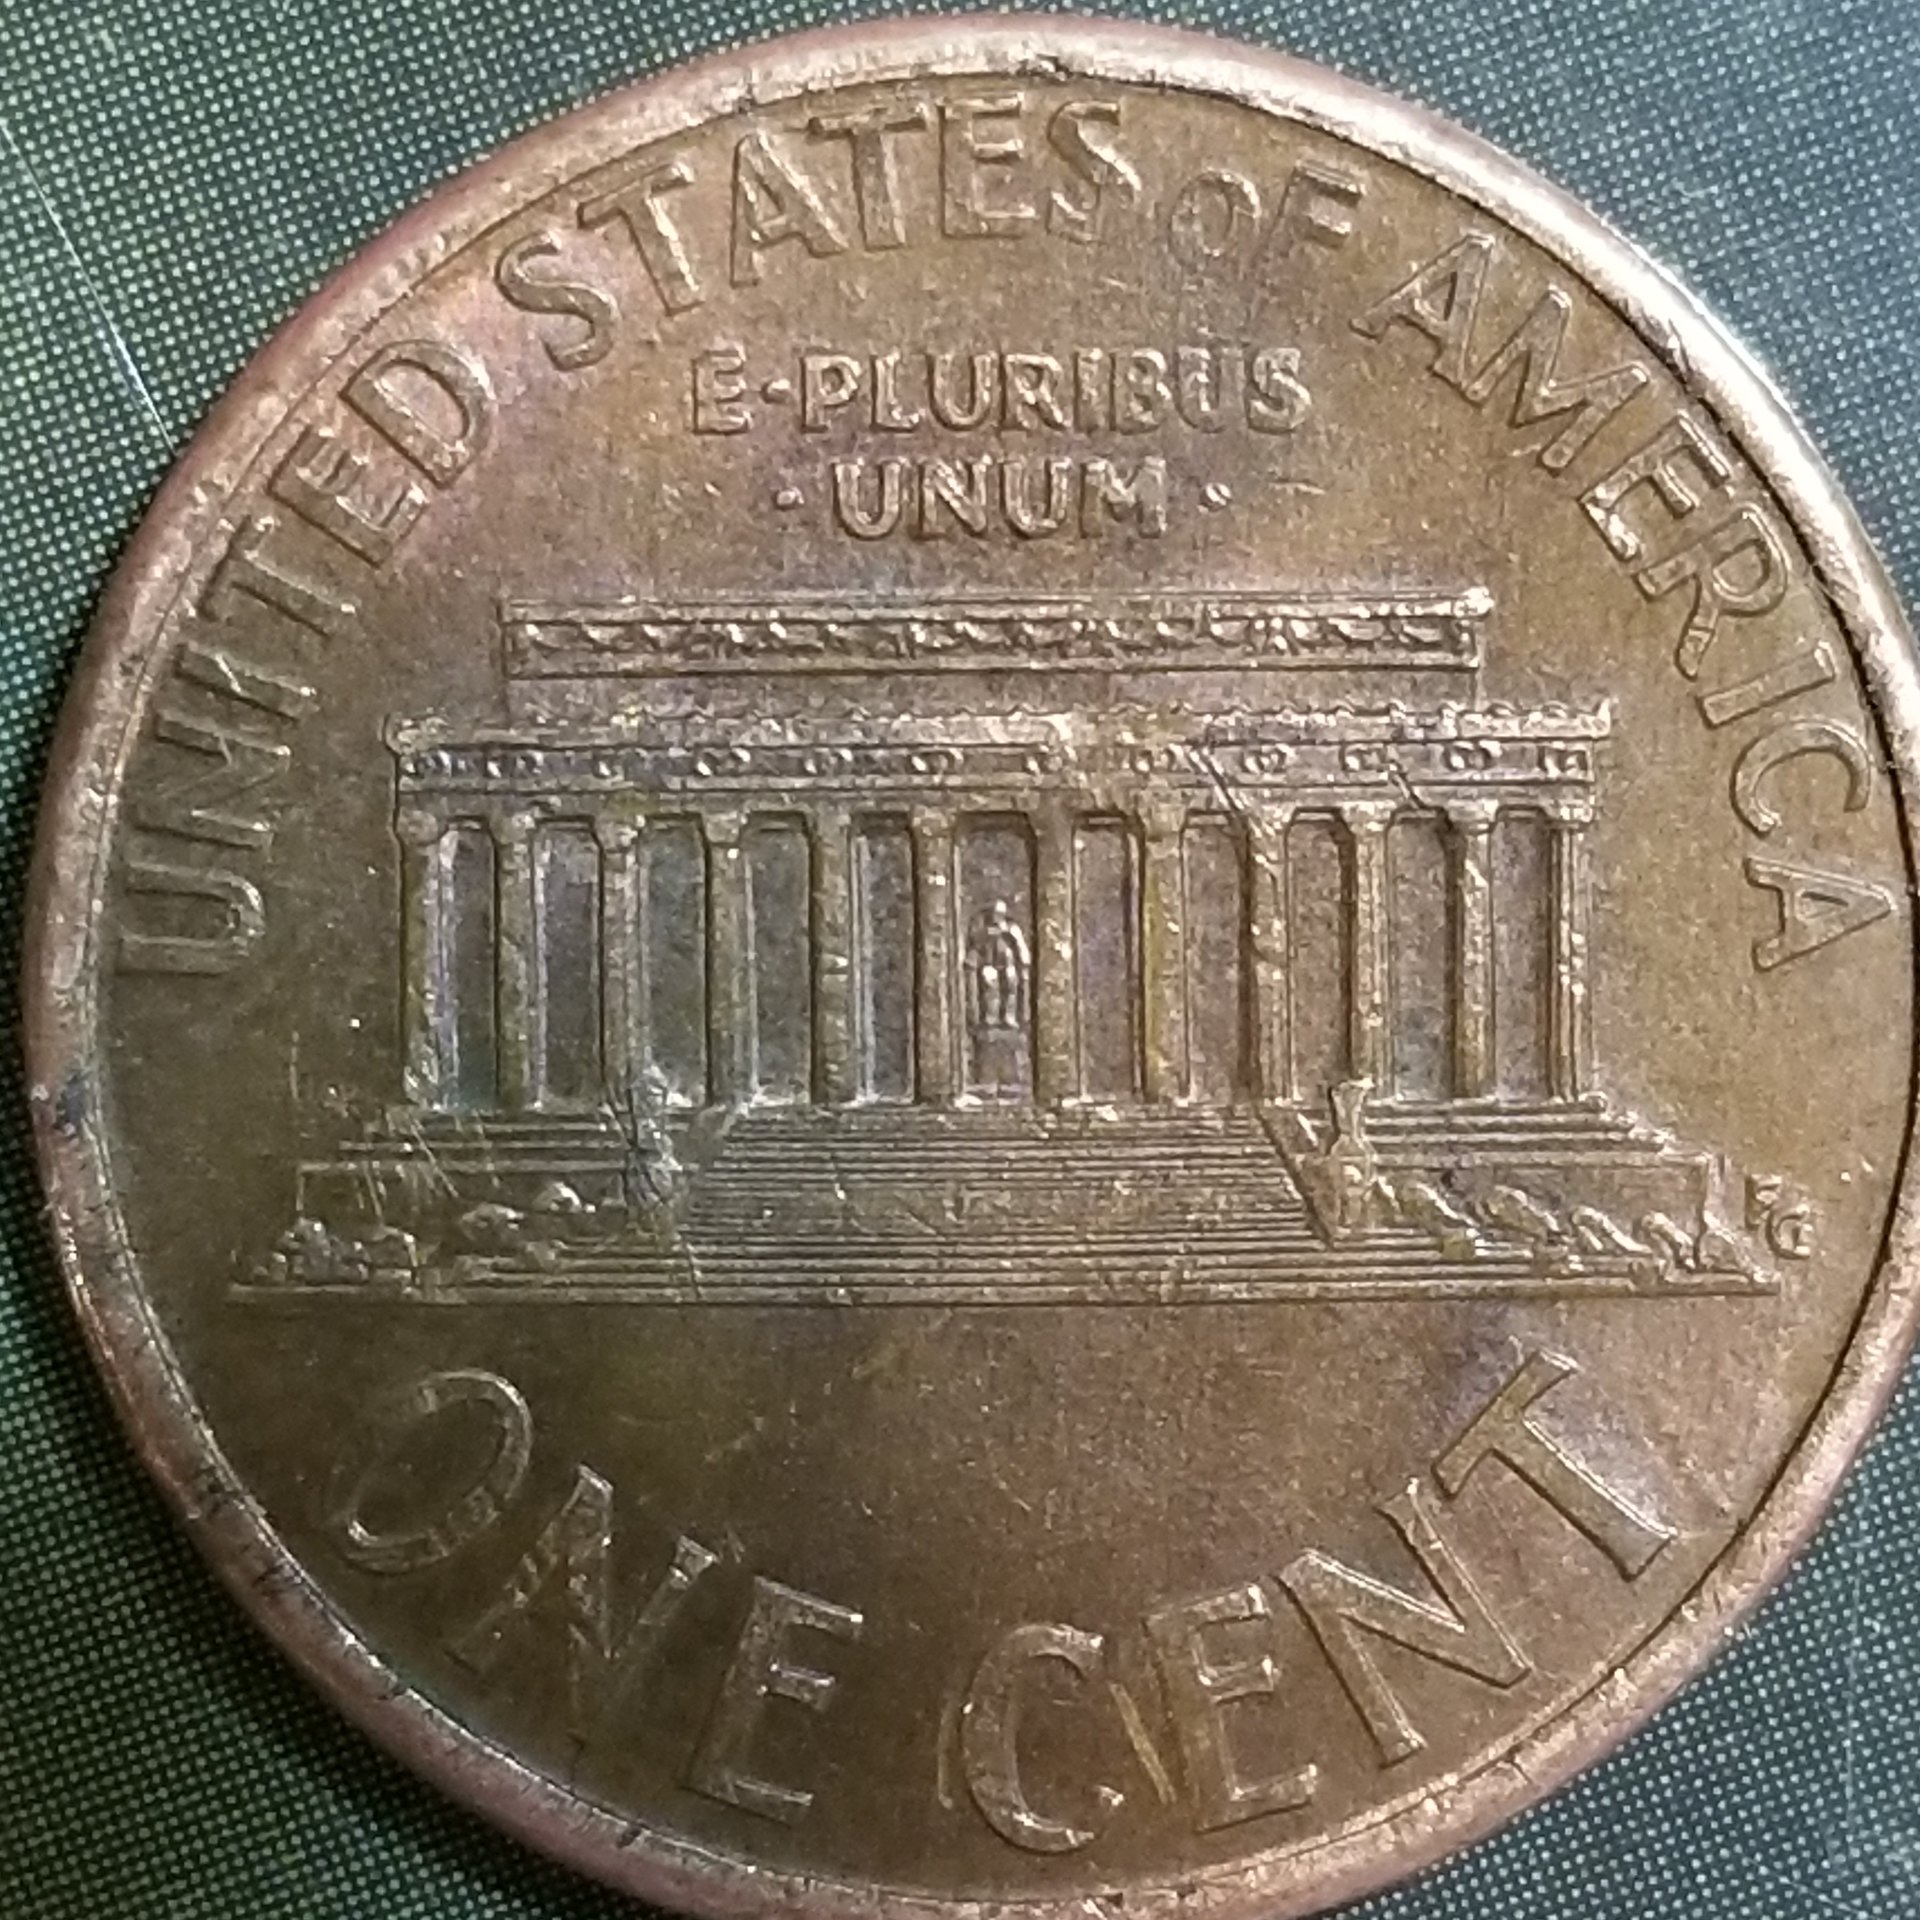 UNITED STATES OF AMERICA
E·PLURIBUS
·UNUM·
FG
ONE CENT